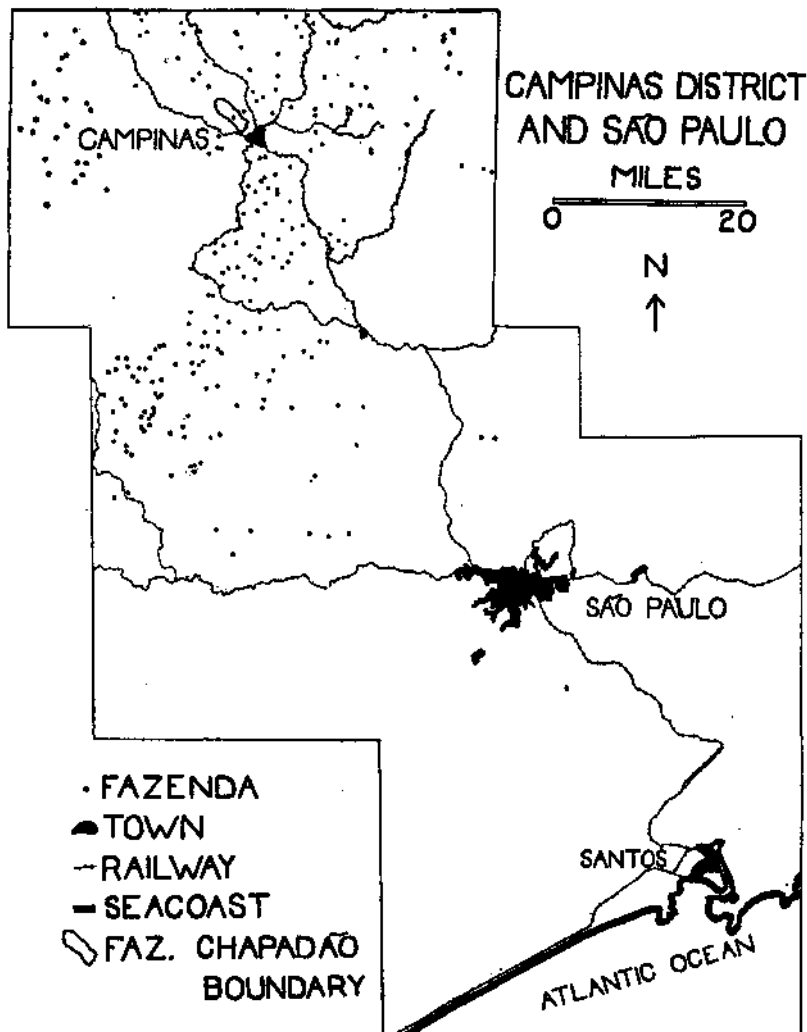 CAMPINAS DISTRICT
AND SÃO PAULO
MILES
0 20
N
CAMPINAS
SÃO PAULO
SANTOS
ATLANTIC OCEAN
FAZENDA
TOWN
RAILWAY
SEACOAST
FAZ. CHAPADÃO
BOUNDARY